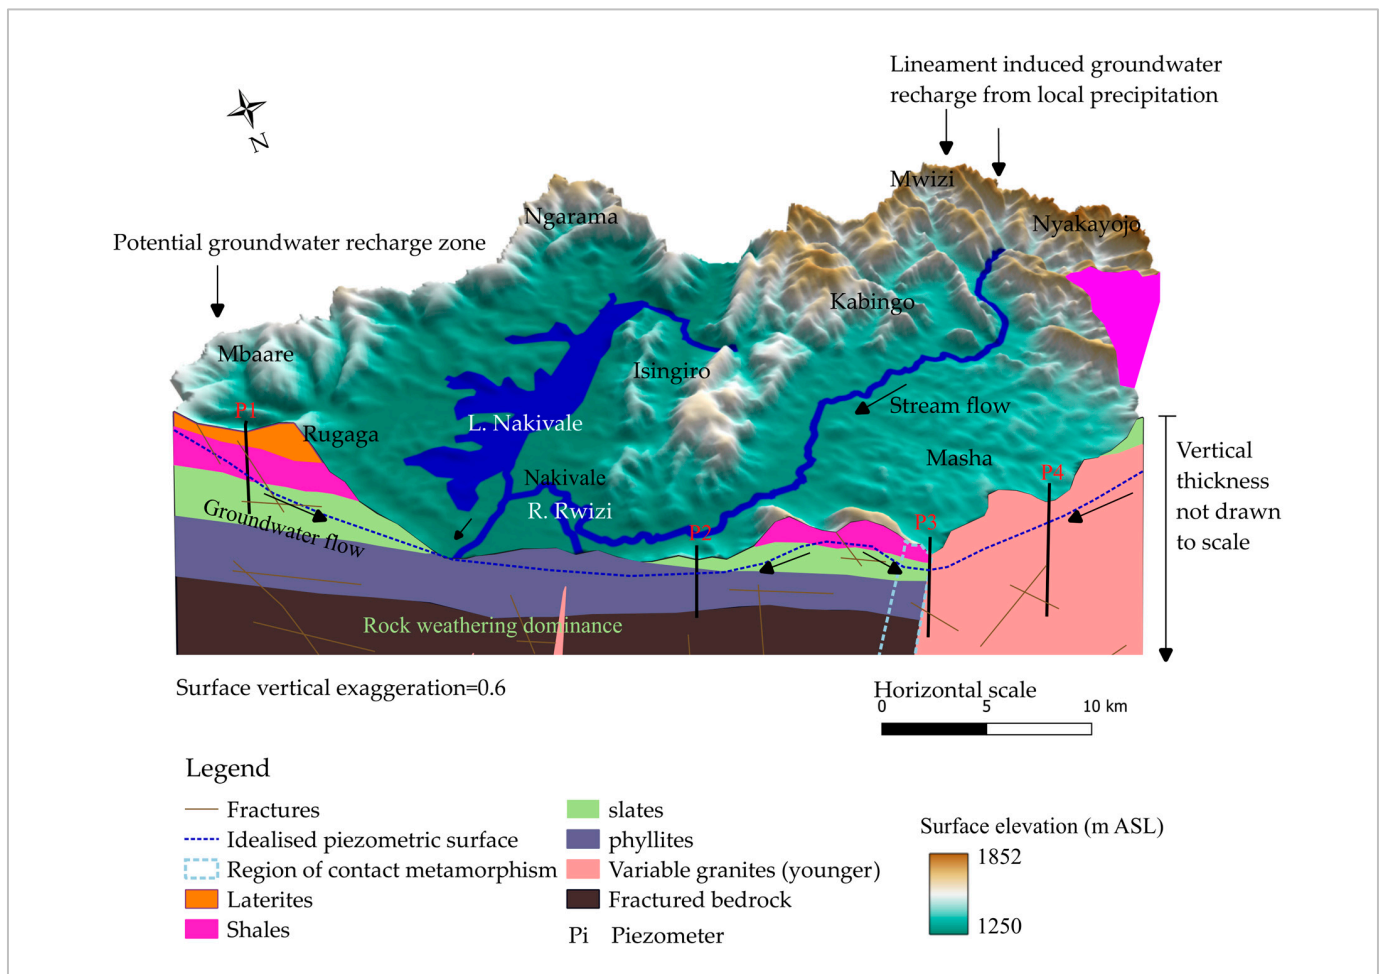 Lineament induced groundwater
recharge from local precipitation
N
Mwizi
Ngarama
Nyakayojo
Potential groundwater recharge zone
Kabingo
Mbaare
Isingiro
Stream flow
P1
L. Nakivale
Rugaga
Masha
Vertical
thickness
not drawn
to scale
P4
Nakivale
R. Rwizi
Groundwater flow
P2
P3
Rock weathering dominance
Surface vertical exaggeration=0.6
Horizontal scale
0 5 10 km
Legend
Fractures
Idealised piezometric surface
Region of contact metamorphism
Laterites
Shales
slates
phyllites
Variable granites (younger)
Fractured bedrock
Pi Piezometer
Surface elevation (m ASL)
1852
1250